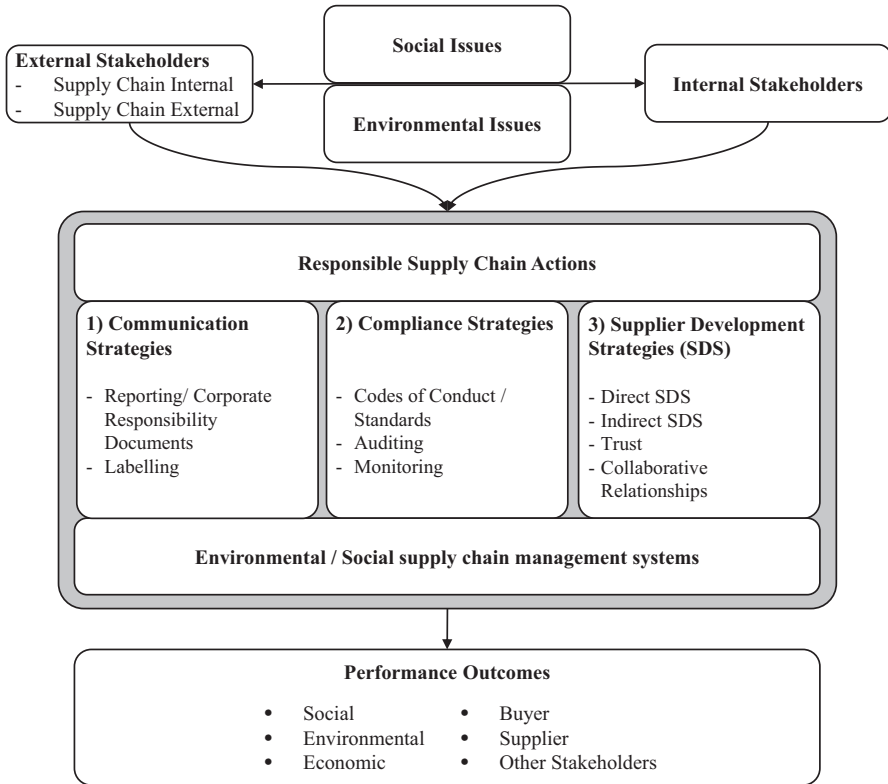 External Stakeholders
- Supply Chain Internal
- Supply Chain External
Social Issues
Environmental Issues
Internal Stakeholders
Responsible Supply Chain Actions
1) Communication
Strategies
- Reporting/ Corporate
Responsibility
Documents
- Labelling
2) Compliance Strategies
- Codes of Conduct /
Standards
- Auditing
- Monitoring
3) Supplier Development
Strategies (SDS)
- Direct SDS
- Indirect SDS
- Trust
- Collaborative
Relationships
Environmental / Social supply chain management systems
Performance Outcomes
• Social
• Environmental
• Economic
• Buyer
• Supplier
• Other Stakeholders